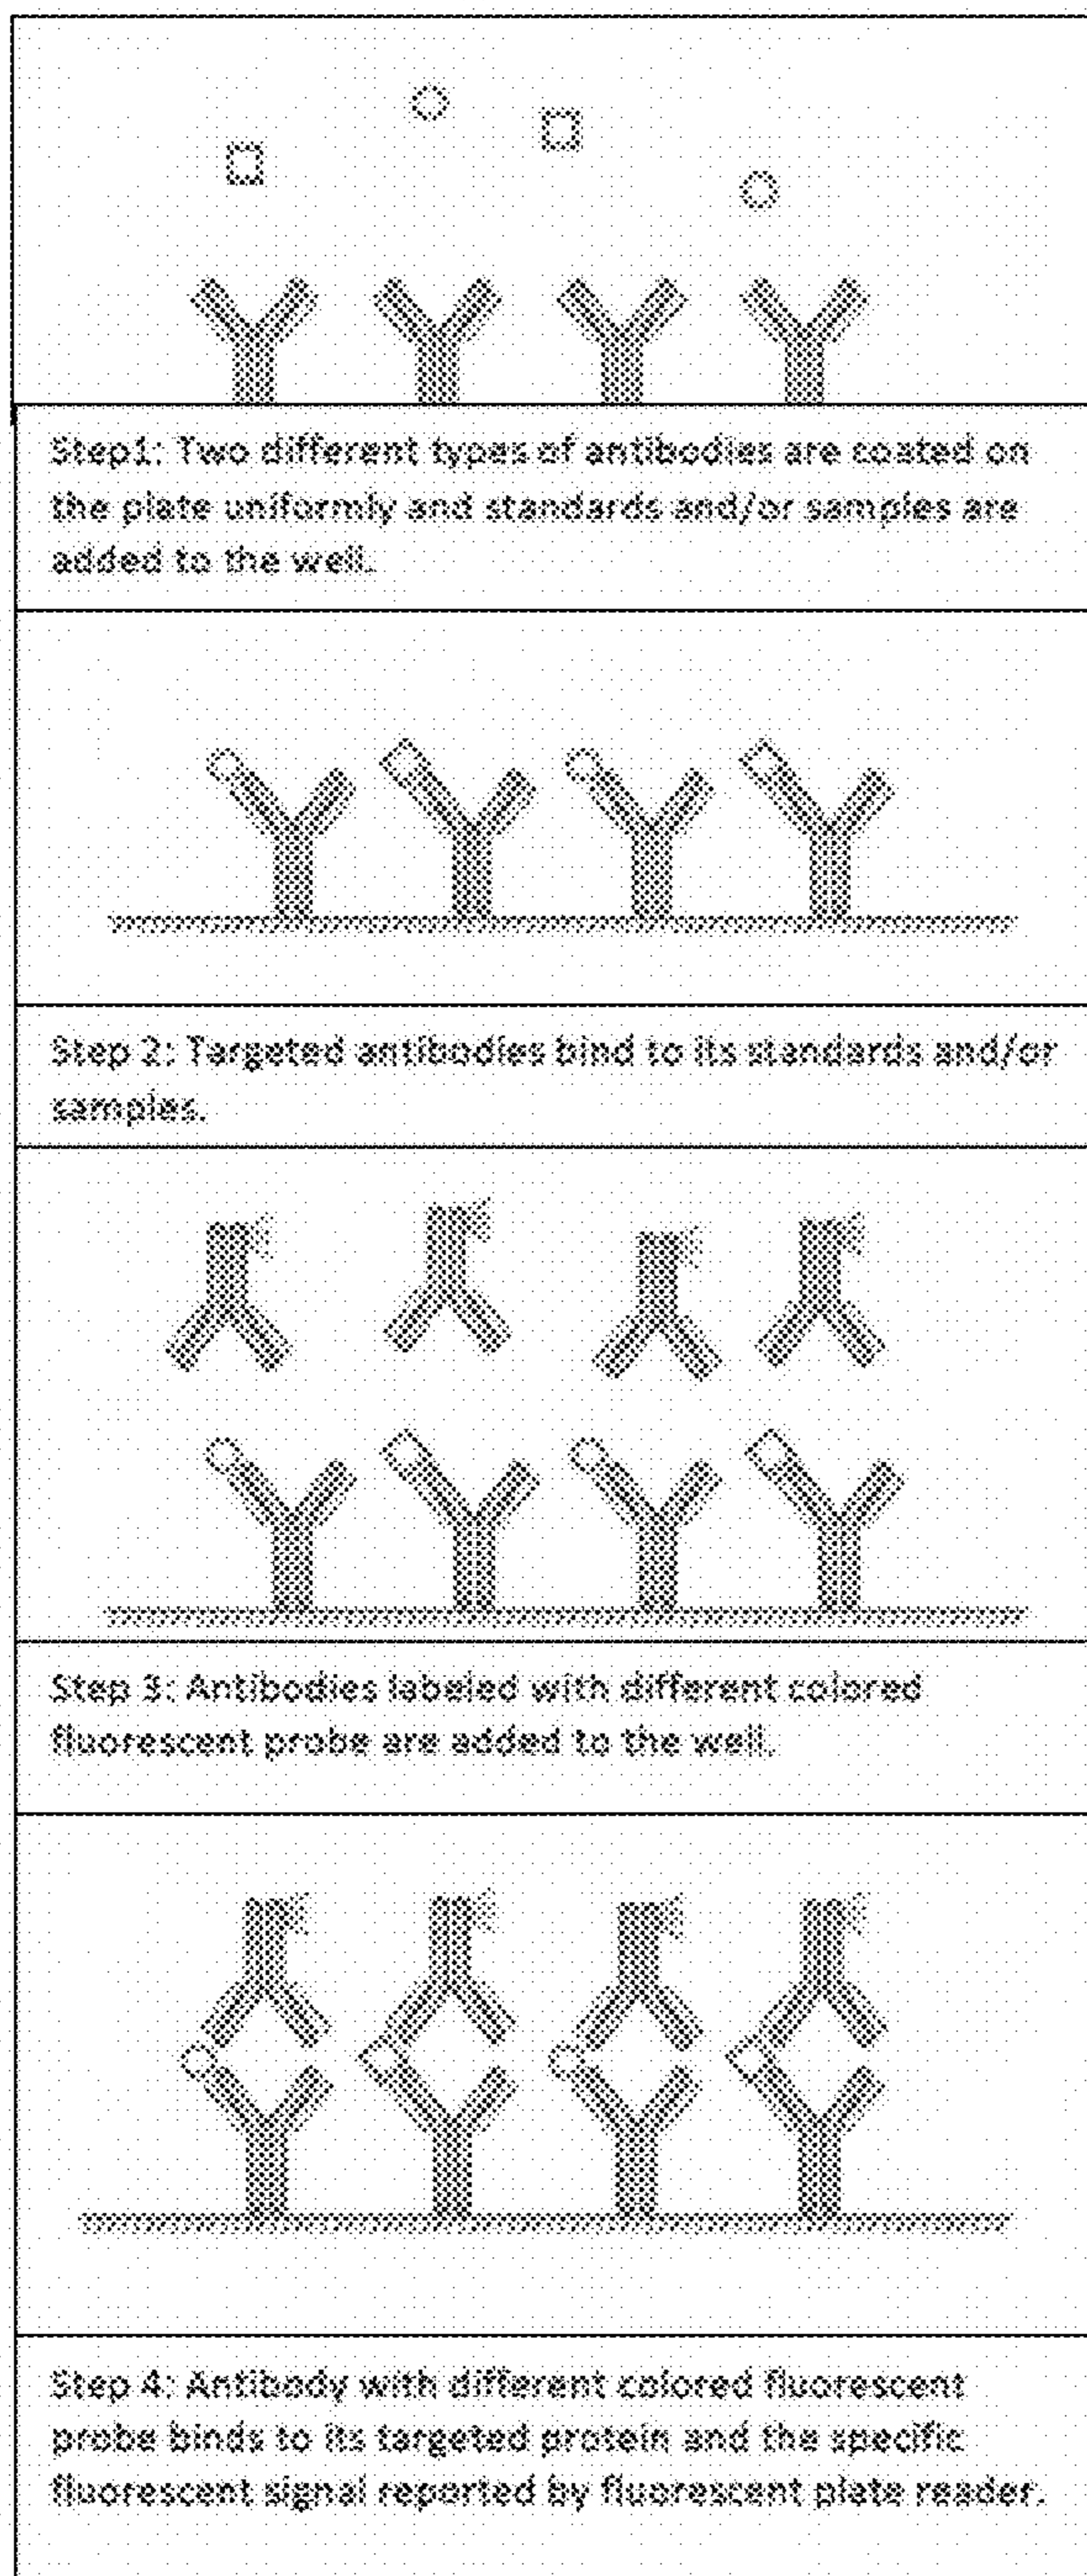 Step1: Two different types of antibodies are coated on
the plate uniformly and standards and/or samples are
added to the well.
Step 2: Targeted antibodies bind to its standards and/or
samples.
Step 3: Antibodies labeled with different colored
fluorescent probe are added to the well.
Step 4: Antibody with different colored fluorescent
probe binds to its targeted protein and the specific
fluorescent signal reported by fluorescent plate reader.